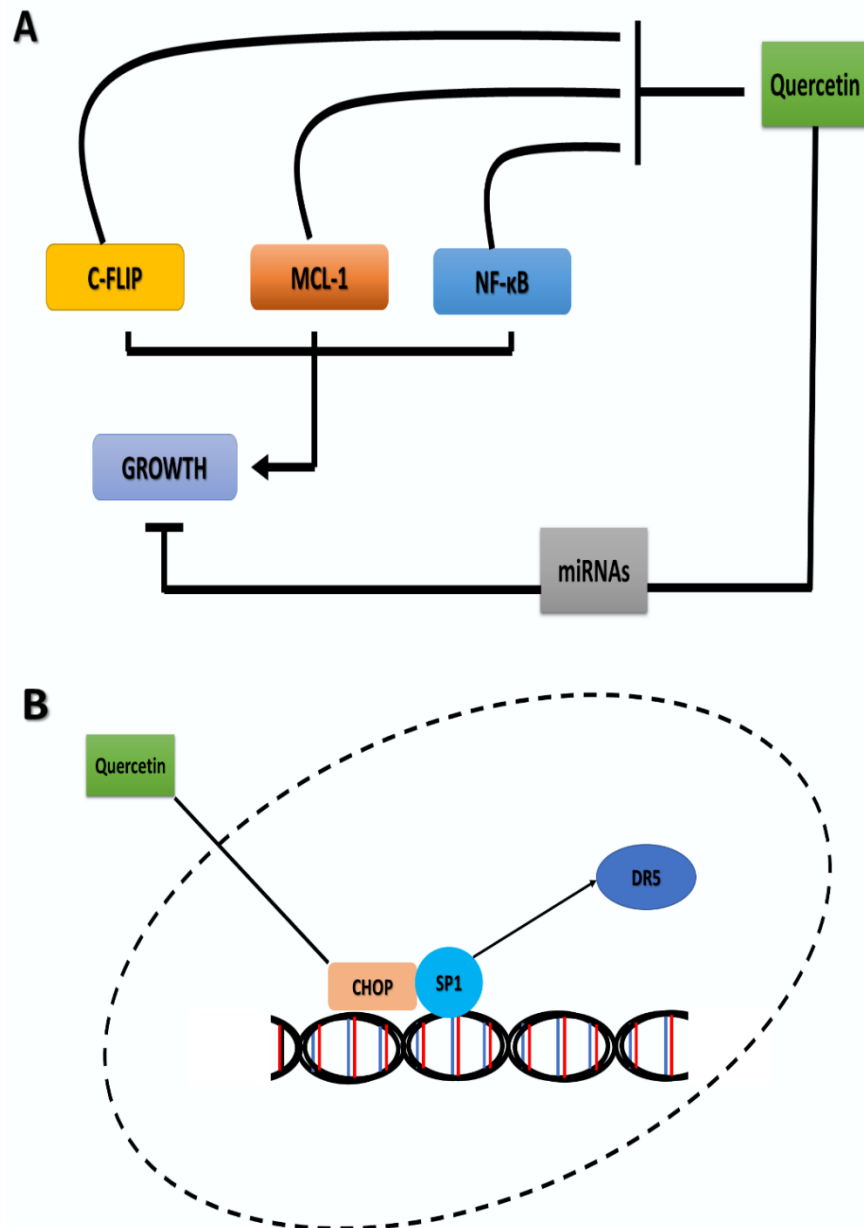 A
Quercetin
C-FLIP
MCL-1
NF-κB
GROWTH
miRNAs
B
Quercetin
DR5
CHOP
SP1